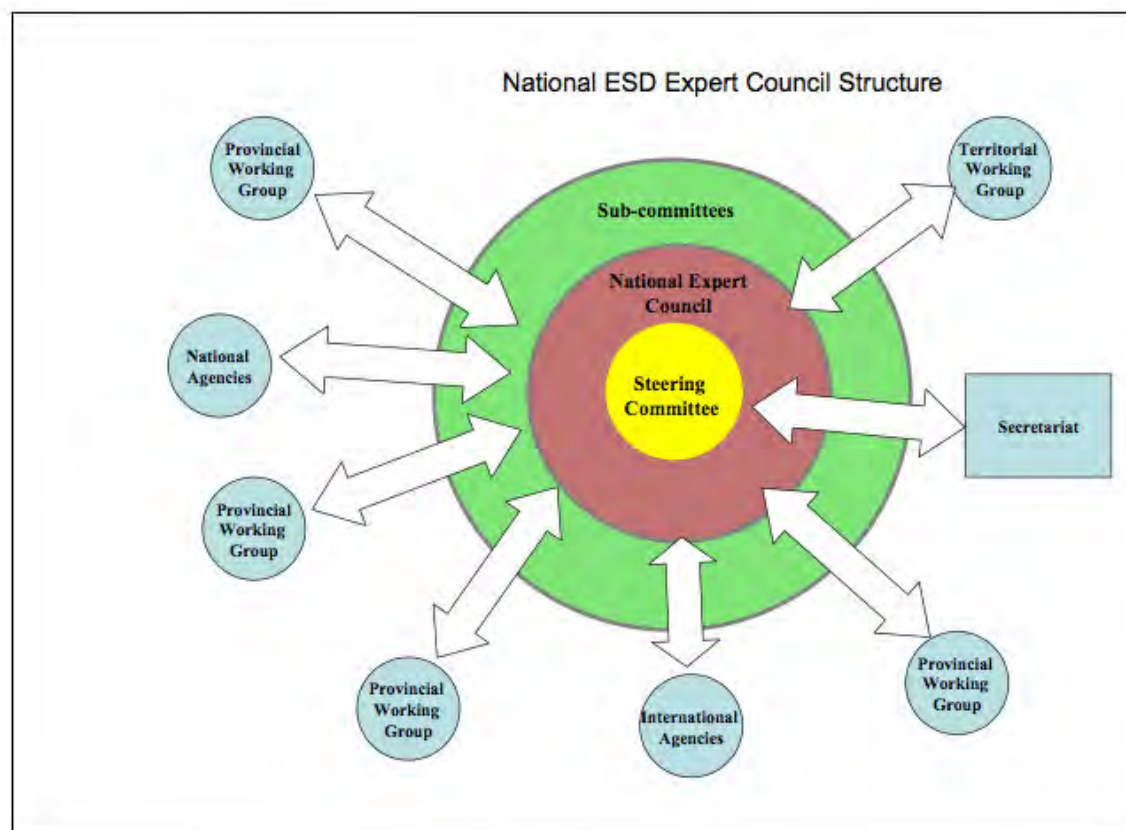 National ESD Expert Council Structure
Provincial
Working
Group
Territorial
Working
Group
Sub-committees
National Expert
Council
National
Agencies
Steering
Committee
Secretariat
Provincial
Working
Group
Provincial
Working
Group
International
Agencies
Provincial
Working
Group